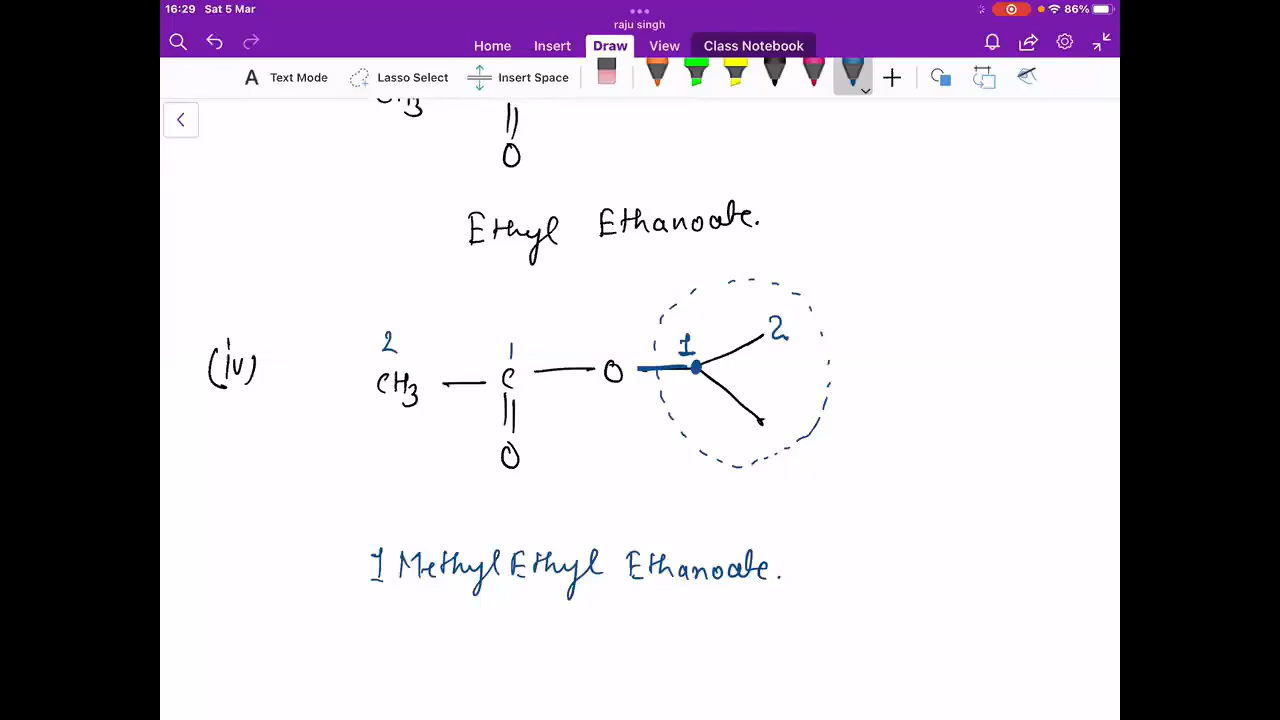 16:29 Sat 5 Mar
86%
raju singh
Home Insert Draw View Class Notebook
A Text Mode Lasso Select Insert Space
CH3
O
Ethyl Ethanoate.
(iv)
2 1 1 2
CH3 — C — O
O
1 Methyl Ethyl Ethanoate.